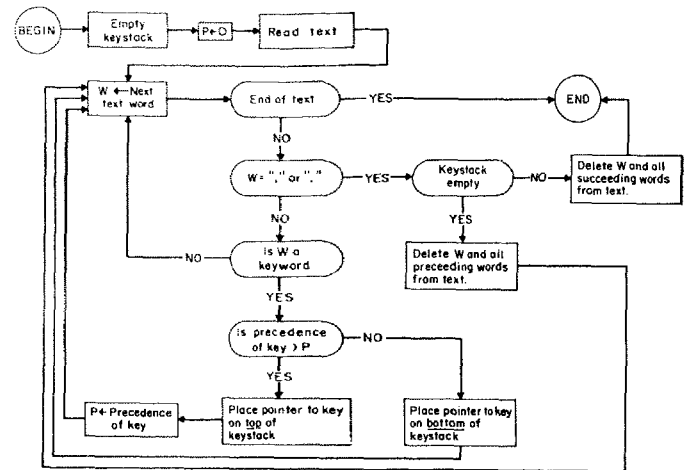 BEGIN
Empty
keystack
P←O
Read text
W ← Next
text word
End of text
YES
END
NO
W = "," or "."
YES
Keystack
empty
NO
Delete W and all
succeeding words
from text.
NO
YES
NO
Is W a
keyword
Delete W and all
preceeding words
from text.
YES
Is precedence
of key > P
NO
YES
P← Precedence
of key
Place pointer to key
on top of
keystack
Place pointer to key
on bottom of
keystack